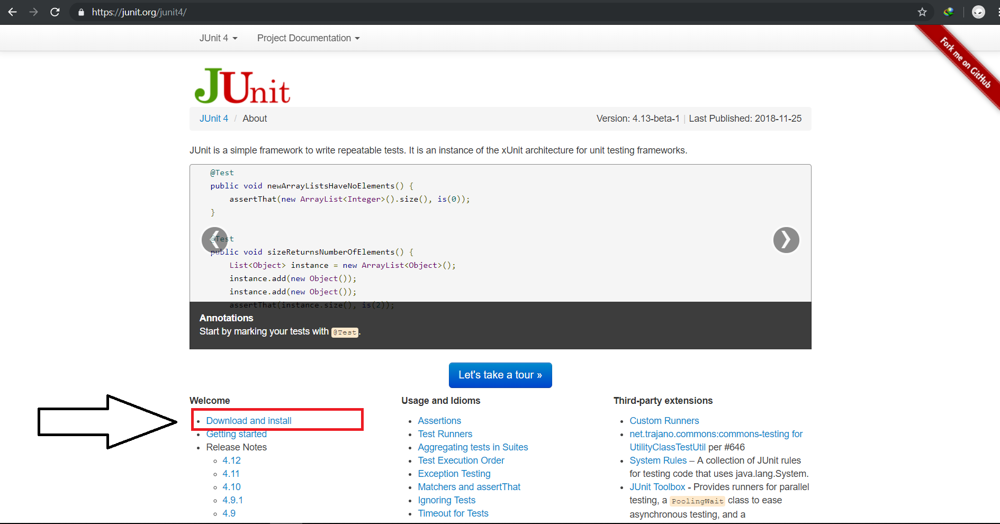 https://junit.org/junit4/
JUnit 4
Project Documentation
Fork me on GitHub
JUnit
JUnit 4 / About
Version: 4.13-beta-1 | Last Published: 2018-11-25
JUnit is a simple framework to write repeatable tests. It is an instance of the xUnit architecture for unit testing frameworks.
@Test
public void newArrayListsHaveNoElements() {
assertThat(new ArrayList<Integer>().size(), is(0));
}
@Test
public void sizeReturnsNumberOfElements() {
List<Object> instance = new ArrayList<Object>();
instance.add(new Object());
instance.add(new Object());
assertThat(instance.size(), is(2));
Annotations
Start by marking your tests with @Test.
Let's take a tour »
Welcome
Download and install
Getting started
Release Notes
4.12
4.11
4.10
4.9.1
4.9
Usage and Idioms
Assertions
Test Runners
Aggregating tests in Suites
Test Execution Order
Exception Testing
Matchers and assertThat
Ignoring Tests
Timeout for Tests
Third-party extensions
Custom Runners
net.trajano.commons:commons-testing for
UtilityClassTestUtil per #646
System Rules – A collection of JUnit rules
for testing code that uses java.lang.System.
JUnit Toolbox - Provides runners for parallel
testing, a PoolingWait class to ease
asynchronous testing, and a